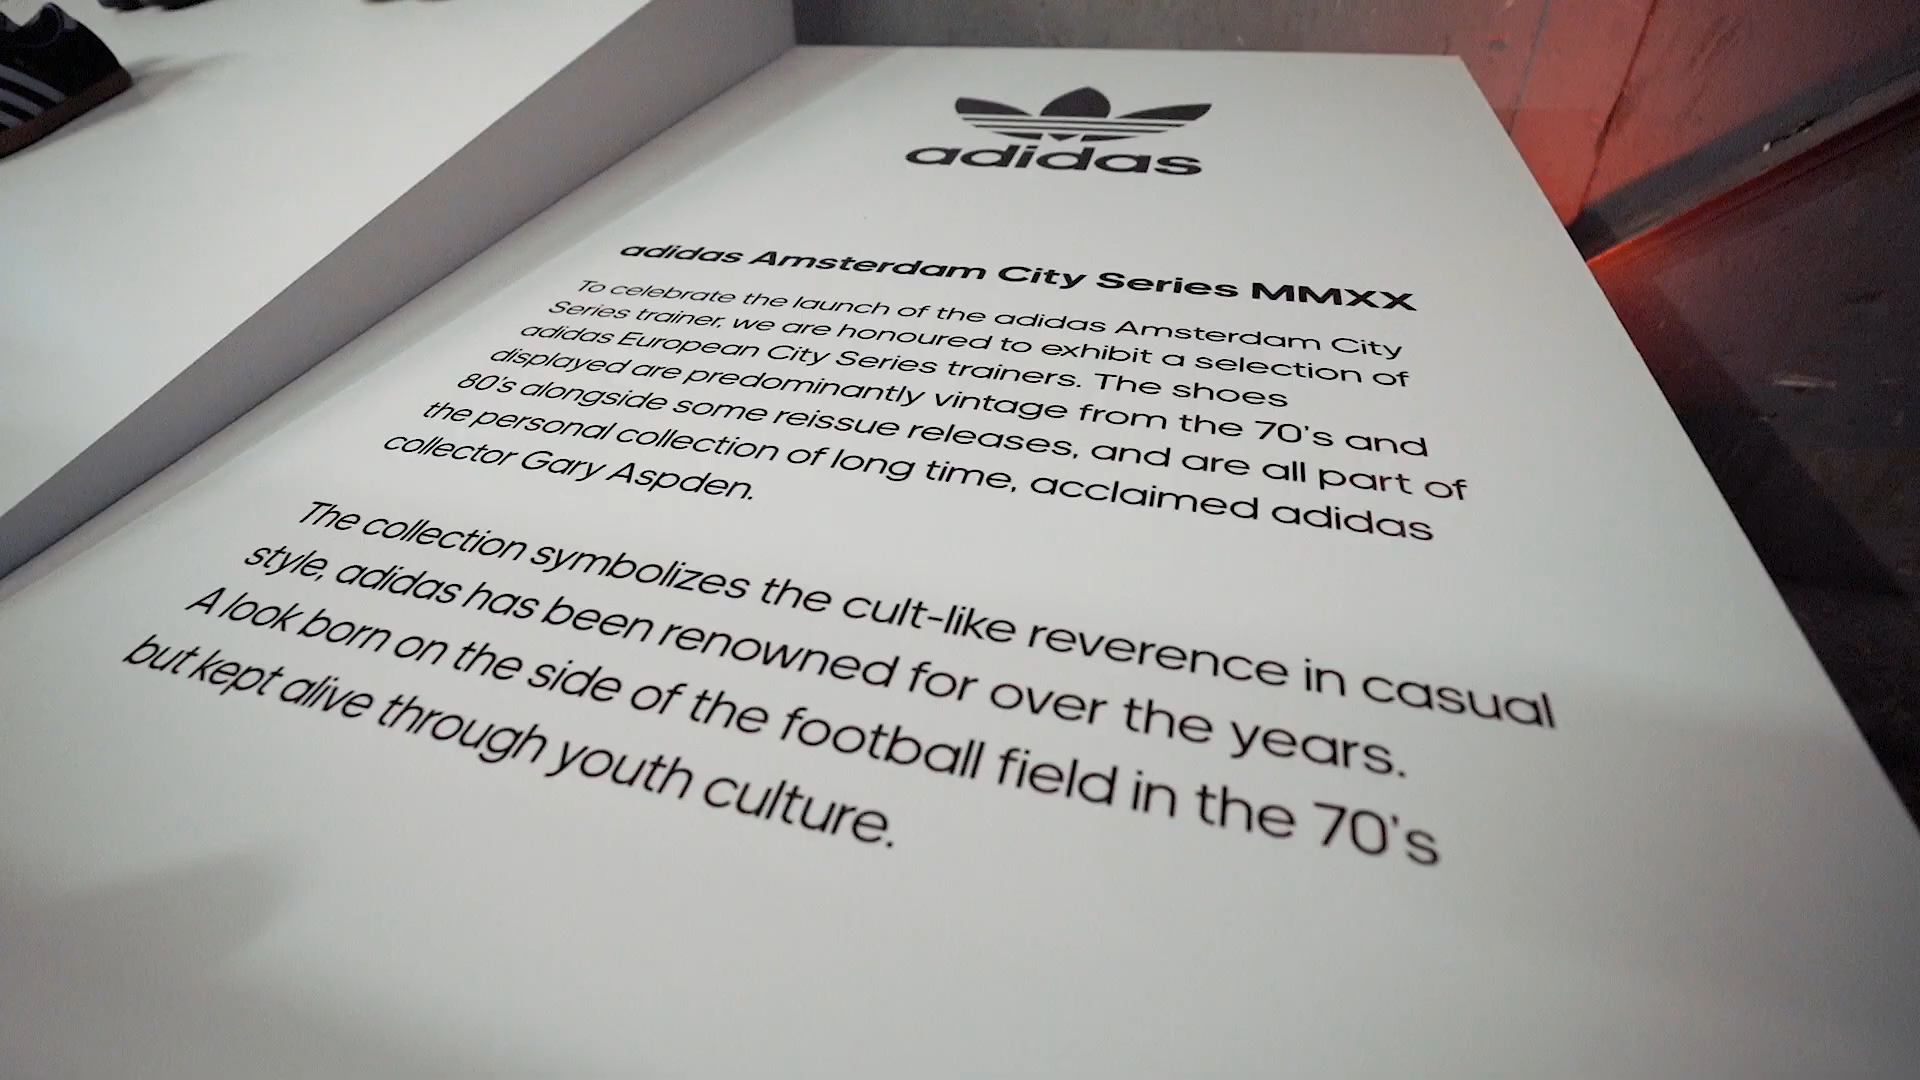 adidas
adidas Amsterdam City Series MMXX
To celebrate the launch of the adidas Amsterdam City
Series trainer, we are honoured to exhibit a selection of
adidas European City Series trainers. The shoes
displayed are predominantly vintage from the 70's and
80's alongside some reissue releases, and are all part of
the personal collection of long time, acclaimed adidas
collector Gary Aspden.
The collection symbolizes the cult-like reverence in casual
style, adidas has been renowned for over the years.
A look born on the side of the football field in the 70's
but kept alive through youth culture.